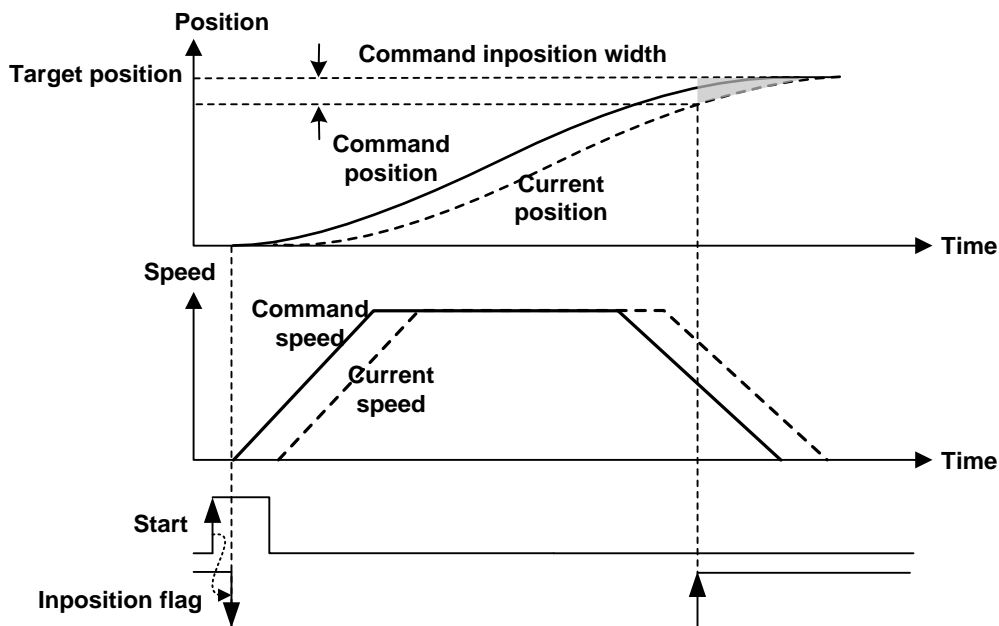 Position
Command inposition width
Target position
Command
position
Current
position
Time
Speed
Command
speed
Current
speed
Time
Start
Inposition flag